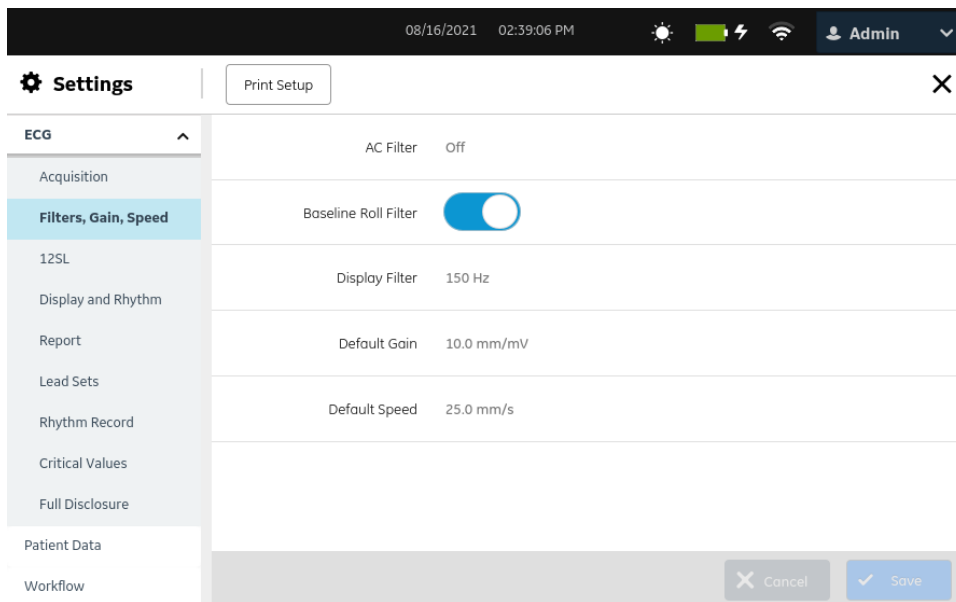 08/16/2021 02:39:06 PM Admin
Settings Print Setup
ECG
Acquisition
Filters, Gain, Speed
12SL
Display and Rhythm
Report
Lead Sets
Rhythm Record
Critical Values
Full Disclosure
Patient Data
Workflow
AC Filter Off
Baseline Roll Filter
Display Filter 150 Hz
Default Gain 10.0 mm/mV
Default Speed 25.0 mm/s
Cancel Save